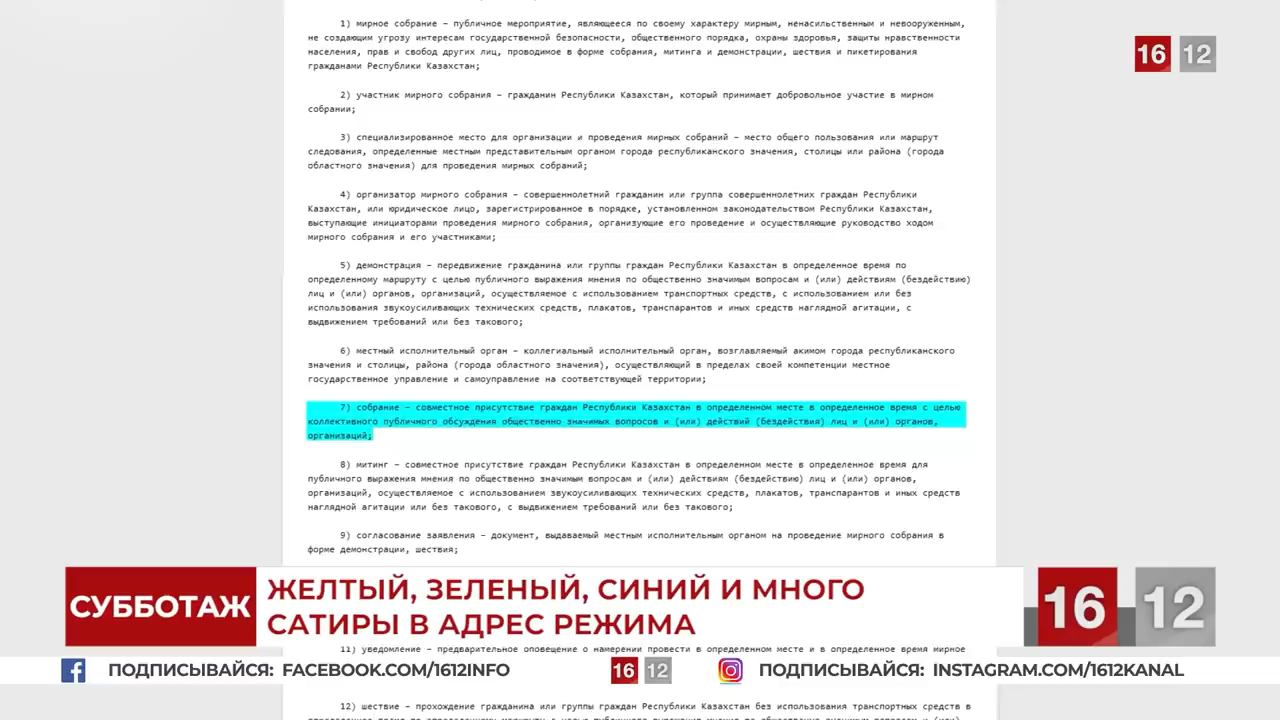 1) мирное собрание – публичное мероприятие, являющееся по своему характеру мирным, ненасильственным и невооруженным,
не создающим угрозу интересам государственной безопасности, общественного порядка, охраны здоровья, защиты нравственности
населения, прав и свобод других лиц, проводимое в форме собрания, митинга и демонстрации, шествия и пикетирования
гражданами Республики Казахстан;
16 12
2) участник мирного собрания – гражданин Республики Казахстан, который принимает добровольное участие в мирном
собрании;
3) специализированное место для организации и проведения мирных собраний – место общего пользования или маршрут
следования, определенные местным представительным органом города республиканского значения, столицы или района (города
областного значения) для проведения мирных собраний;
4) организатор мирного собрания – совершеннолетний гражданин или группа совершеннолетних граждан Республики
Казахстан, или юридическое лицо, зарегистрированное в порядке, установленном законодательством Республики Казахстан,
выступающие инициаторами проведения мирного собрания, организующие его проведение и осуществляющие руководство ходом
мирного собрания и его участниками;
5) демонстрация – передвижение гражданина или группы граждан Республики Казахстан в определенное время по
определенному маршруту с целью публичного выражения мнения по общественно значимым вопросам и (или) действиям (бездействию)
лиц и (или) органов, организаций, осуществляемое с использованием транспортных средств, с использованием или без
использования звукоусиливающих технических средств, плакатов, транспарантов и иных средств наглядной агитации, с
выдвижением требований или без такового;
6) местный исполнительный орган – коллегиальный исполнительный орган, возглавляемый акимом города республиканского
значения и столицы, района (города областного значения), осуществляющий в пределах своей компетенции местное
государственное управление и самоуправление на соответствующей территории;
7) собрание – совместное присутствие граждан Республики Казахстан в определенном месте в определенное время с целью
коллективного публичного обсуждения общественно значимых вопросов и (или) действий (бездействия) лиц и (или) органов,
организаций;
8) митинг – совместное присутствие граждан Республики Казахстан в определенном месте в определенное время для
публичного выражения мнения по общественно значимым вопросам и (или) действиям (бездействию) лиц и (или) органов,
организаций, осуществляемое с использованием звукоусиливающих технических средств, плакатов, транспарантов и иных средств
наглядной агитации или без такового, с выдвижением требований или без такового;
9) согласование заявления – документ, выдаваемый местным исполнительным органом на проведение мирного собрания в
форме демонстрации, шествия;
СУББОТАЖ
ЖЕЛТЫЙ, ЗЕЛЕНЫЙ, СИНИЙ И МНОГО
САТИРЫ В АДРЕС РЕЖИМА
16 12
11) уведомление – предварительное оповещение о намерении провести в определенном месте и в определенное время мирное
ПОДПИСЫВАЙСЯ: FACEBOOK.COM/1612INFO
16 12
ПОДПИСЫВАЙСЯ: INSTAGRAM.COM/1612KANAL
12) шествие – прохождение гражданина или группы граждан Республики Казахстан без использования транспортных средств в